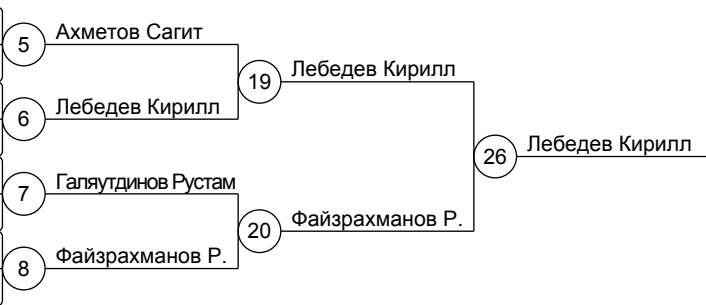 Ахметов Сагит
5
Лебедев Кирилл
19
Лебедев Кирилл
6
Лебедев Кирилл
26
Галяутдинов Рустам
7
Файзрахманов Р.
20
Файзрахманов Р.
8